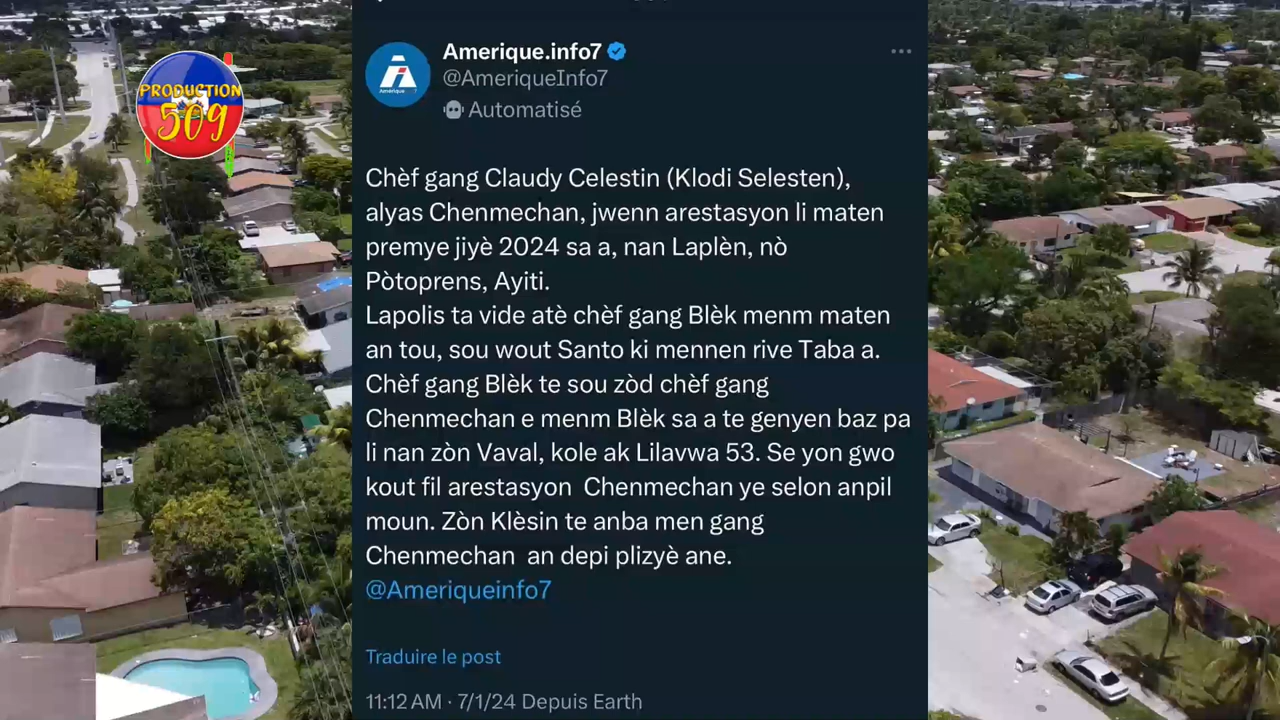 PRODUCTION
509
Amerique.info7
@AmeriqueInfo7
Automatisé
Chèf gang Claudy Celestin (Klodi Selesten),
alyas Chenmechan, jwenn arestasyon li maten
premye jiyè 2024 sa a, nan Laplèn, nò
Pòtoprens, Ayiti.
Lapolis ta vide atè chèf gang Blèk menm maten
an tou, sou wout Santo ki mennen rive Taba a.
Chèf gang Blèk te sou zòd chèf gang
Chenmechan e menm Blèk sa a te genyen baz pa
li nan zòn Vaval, kole ak Lilavwa 53. Se yon gwo
kout fil arestasyon  Chenmechan ye selon anpil
moun. Zòn Klèsin te anba men gang
Chenmechan  an depi plizyè ane.
@Ameriqueinfo7
Traduire le post
11:12 AM · 7/1/24 Depuis Earth